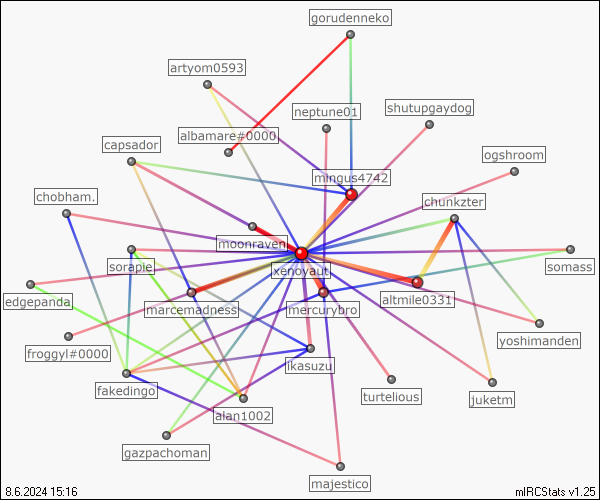 gorudenneko
artyom0593
neptune01
shutupgaydog
albamare#0000
capsador
ogshroom
mingus4742
chobham.
chunkzter
moonraven
sorapie
xenoyaut
somass
edgepanda
marcemadness
mercurybro
altmile0331
yoshimanden
froggyl#0000
ikasuzu
fakedingo
turtelious
juketm
alan1002
gazpachoman
majestico
8.6.2024 15:16
mIRCStats v1.25